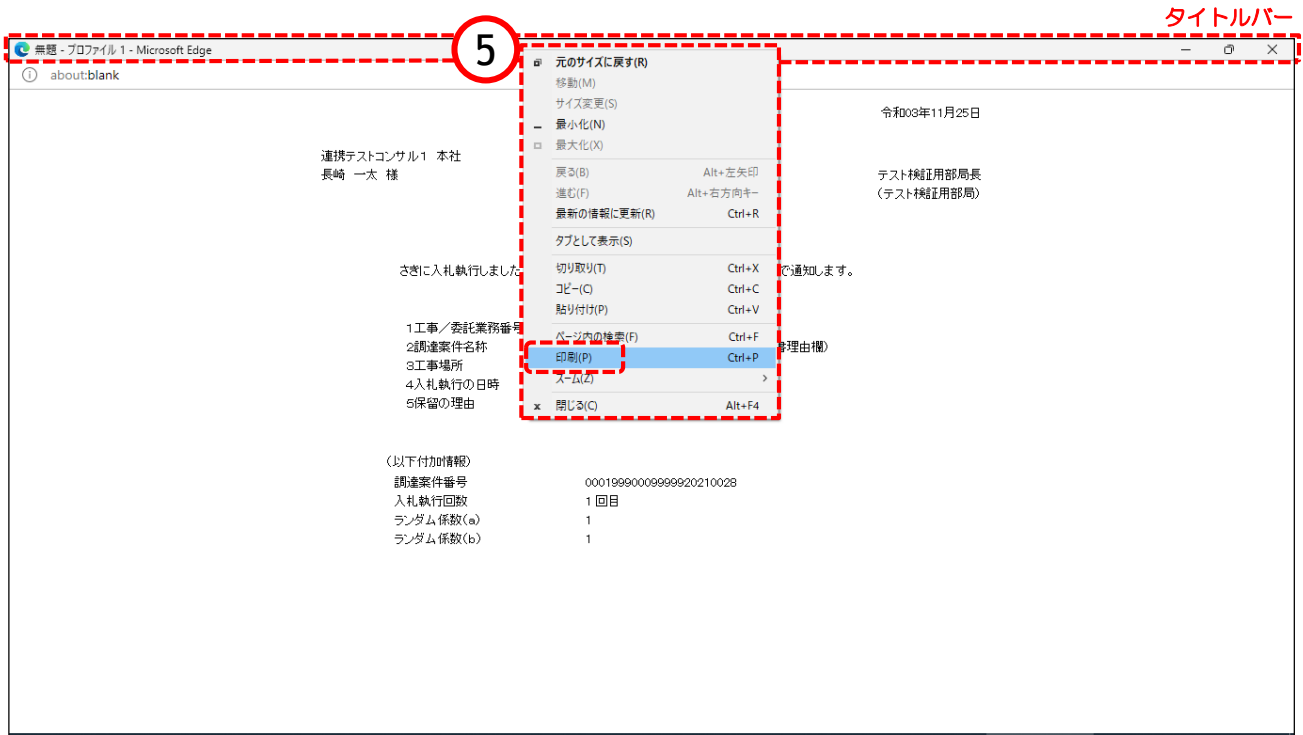 タイトルバー
無題 - プロファイル 1 - Microsoft Edge
5
about:blank
元のサイズに戻す(R)
移動(M)
サイズ変更(S)
最小化(N)
最大化(X)
戻る(B) Alt+左矢印
進む(F) Alt+右方向キー
最新の情報に更新(R) Ctrl+R
タブとして表示(S)
切り取り(T) Ctrl+X
コピー(C) Ctrl+C
貼り付け(P) Ctrl+V
ページ内の検索(F) Ctrl+F
印刷(P) Ctrl+P
ズーム(Z)
閉じる(C) Alt+F4
令和03年11月25日
連携テストコンサル1 本社
長崎 一太 様
テスト検証用部局長
(テスト検証用部局)
さきに入札執行しました で通知します。
1工事/委託業務番号
2調達案件名称 理由欄)
3工事場所
4入札執行の日時
5保留の理由
(以下付加情報)
調達案件番号 00019990009999920210028
入札執行回数 1 回目
ランダム係数(a) 1
ランダム係数(b) 1